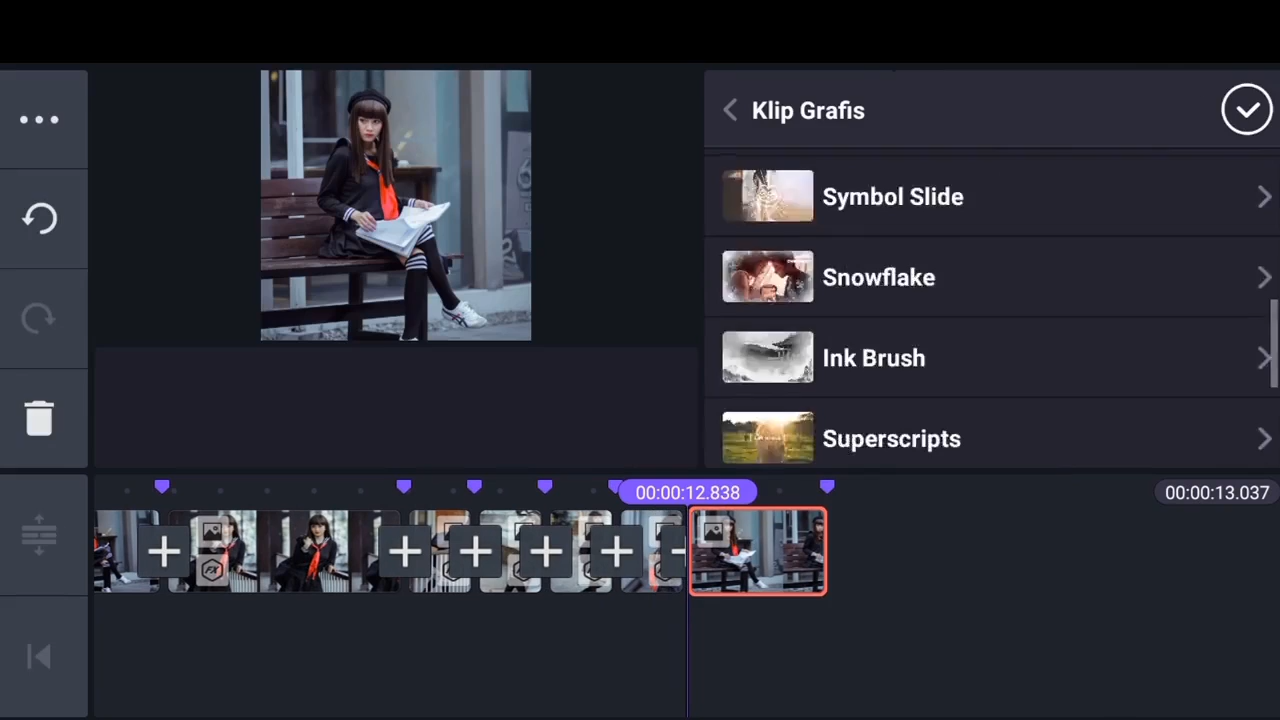 Klip Grafis
Symbol Slide
Snowflake
Ink Brush
Superscripts
00:00:12.838
00:00:13.037